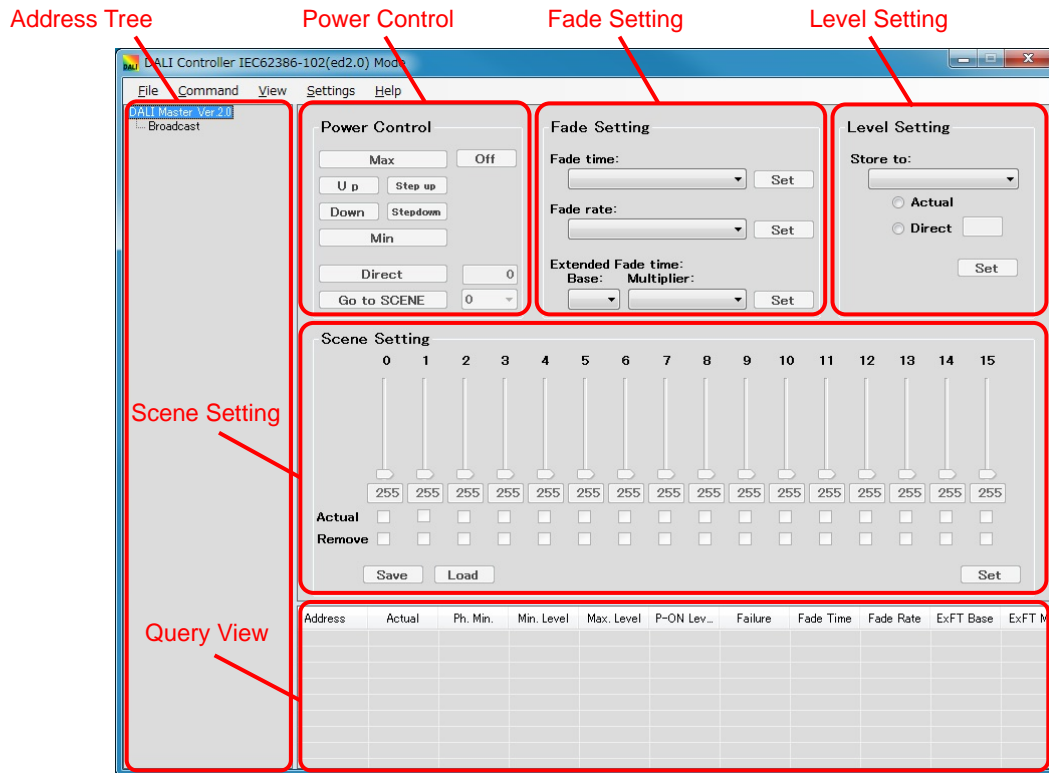 Address Tree Power Control Fade Setting Level Setting
DALI DALI Controller IEC62386-102(ed2.0) Mode
File Command View Settings Help
DALI Master Ver.2.0
Broadcast
Power Control
Max Off
U p Step up
Down Stepdown
Min
Direct 0
Go to SCENE 0
Fade Setting
Fade time:
Set
Fade rate:
Set
Extended Fade time:
Base: Multiplier:
Set
Level Setting
Store to:
Actual
Direct
Set
Scene Setting
0 1 2 3 4 5 6 7 8 9 10 11 12 13 14 15
255 255 255 255 255 255 255 255 255 255 255 255 255 255 255 255
Actual
Remove
Save Load Set
Scene Setting
Query View
Address Actual Ph. Min. Min. Level Max. Level P-ON Lev... Failure Fade Time Fade Rate ExFT Base ExFT M